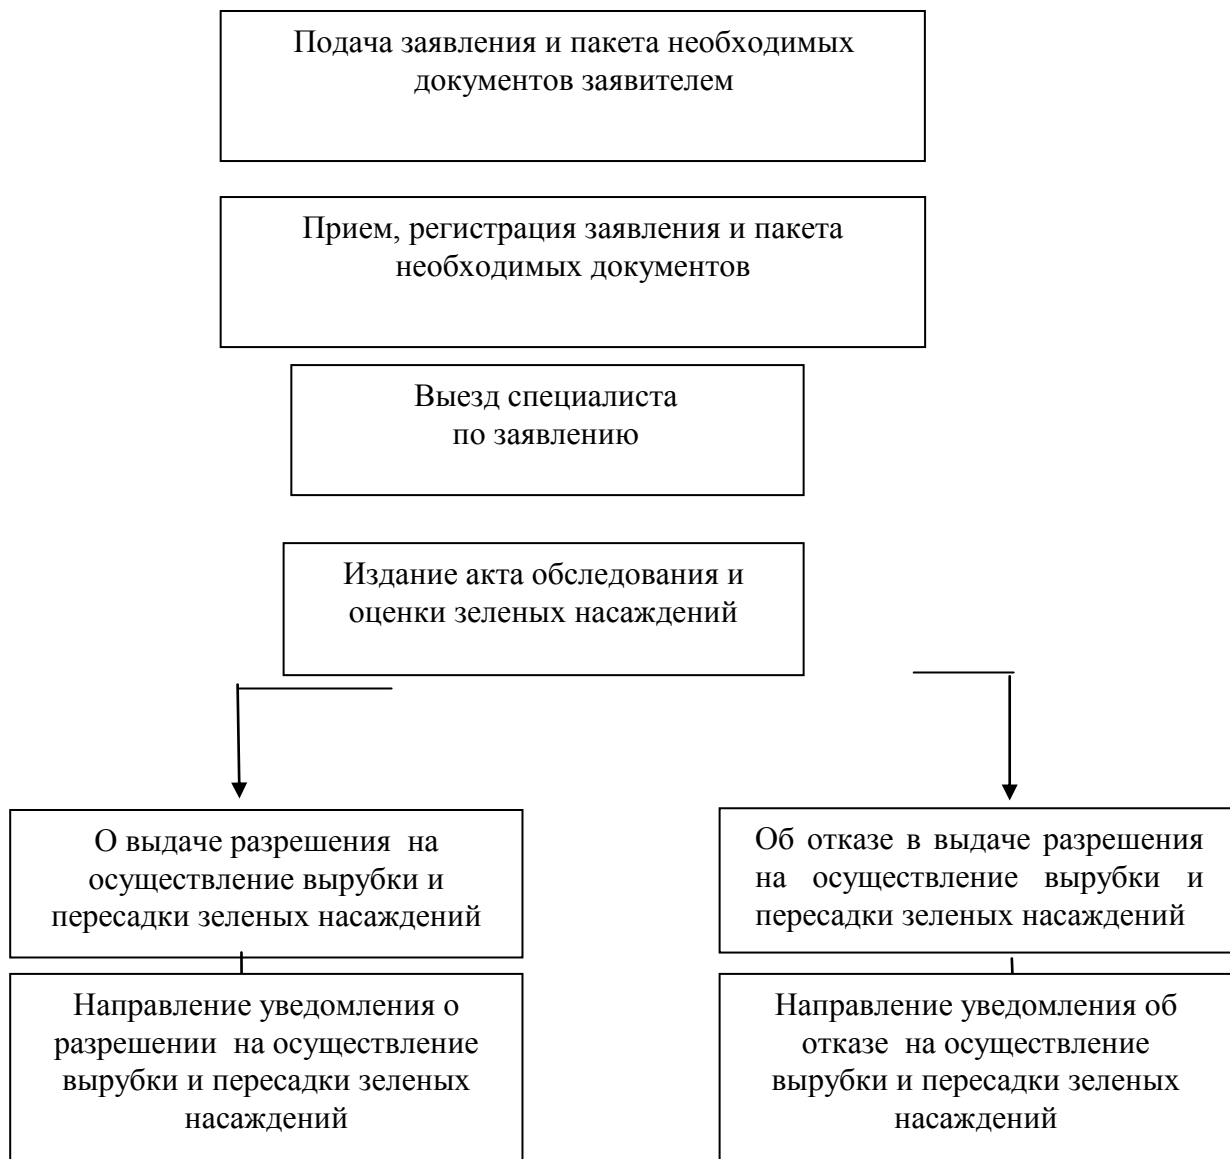 Подача заявления и пакета необходимых
документов заявителем
Прием, регистрация заявления и пакета
необходимых документов
Выезд специалиста
по заявлению
Издание акта обследования и
оценки зеленых насаждений
О выдаче разрешения на
осуществление вырубки и
пересадки зеленых насаждений
Об отказе в выдаче разрешения
на осуществление вырубки и
пересадки зеленых насаждений
Направление уведомления о
разрешении на осуществление
вырубки и пересадки зеленых
насаждений
Направление уведомления об
отказе на осуществление
вырубки и пересадки зеленых
насаждений